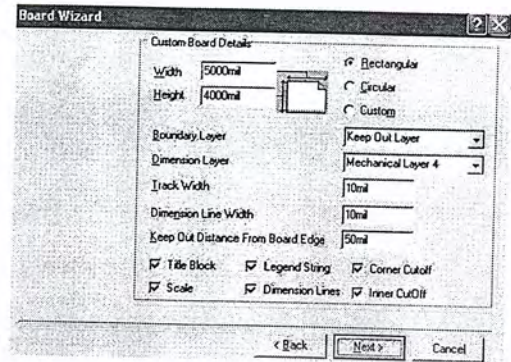 Board Wizard
Custom Board Details
Width 5000mil
Height 4000mil
Rectangular
Circular
Custom
Boundary Layer Keep Out Layer
Dimension Layer Mechanical Layer 4
Track Width 10mil
Dimension Line Width 10mil
Keep Out Distance From Board Edge 50mil
Title Block Legend String Corner Cutoff
Scale Dimension Lines Inner CutOff
< Back Next > Cancel